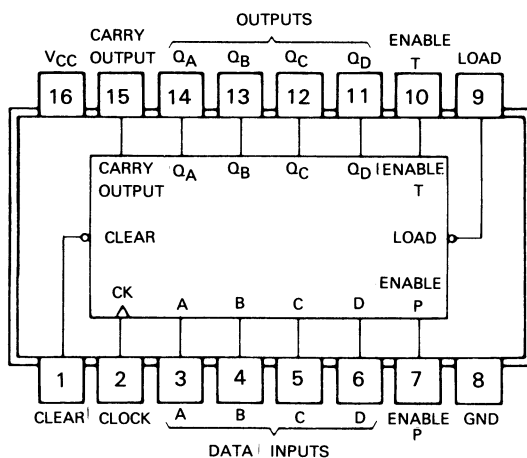 OUTPUTS
VCC CARRY OUTPUT QA QB QC QD ENABLE T LOAD
16 15 14 13 12 11 10 9
CARRY OUTPUT QA QB QC QD ENABLE T
CLEAR LOAD
CK A B C D ENABLE P
1 2 3 4 5 6 7 8
CLEAR CLOCK A B C D ENABLE P GND
DATA INPUTS